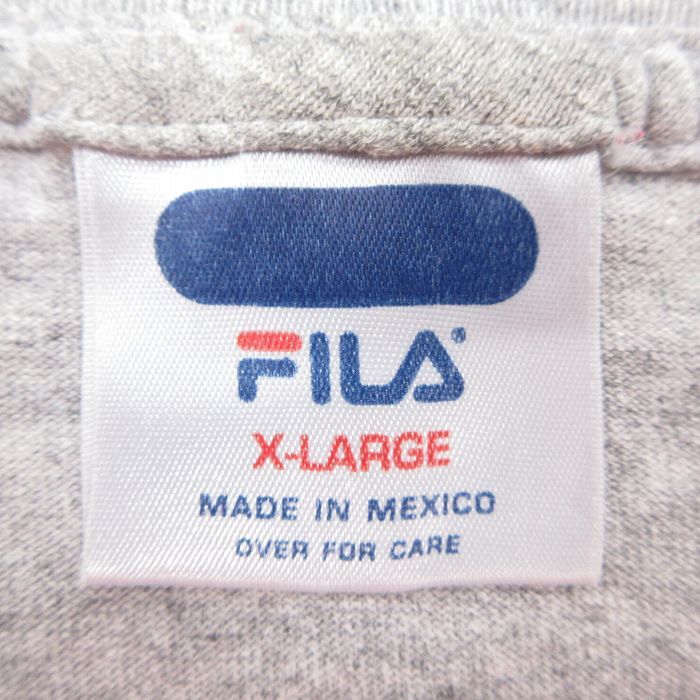 FILA®
X-LARGE
MADE IN MEXICO
OVER FOR CARE